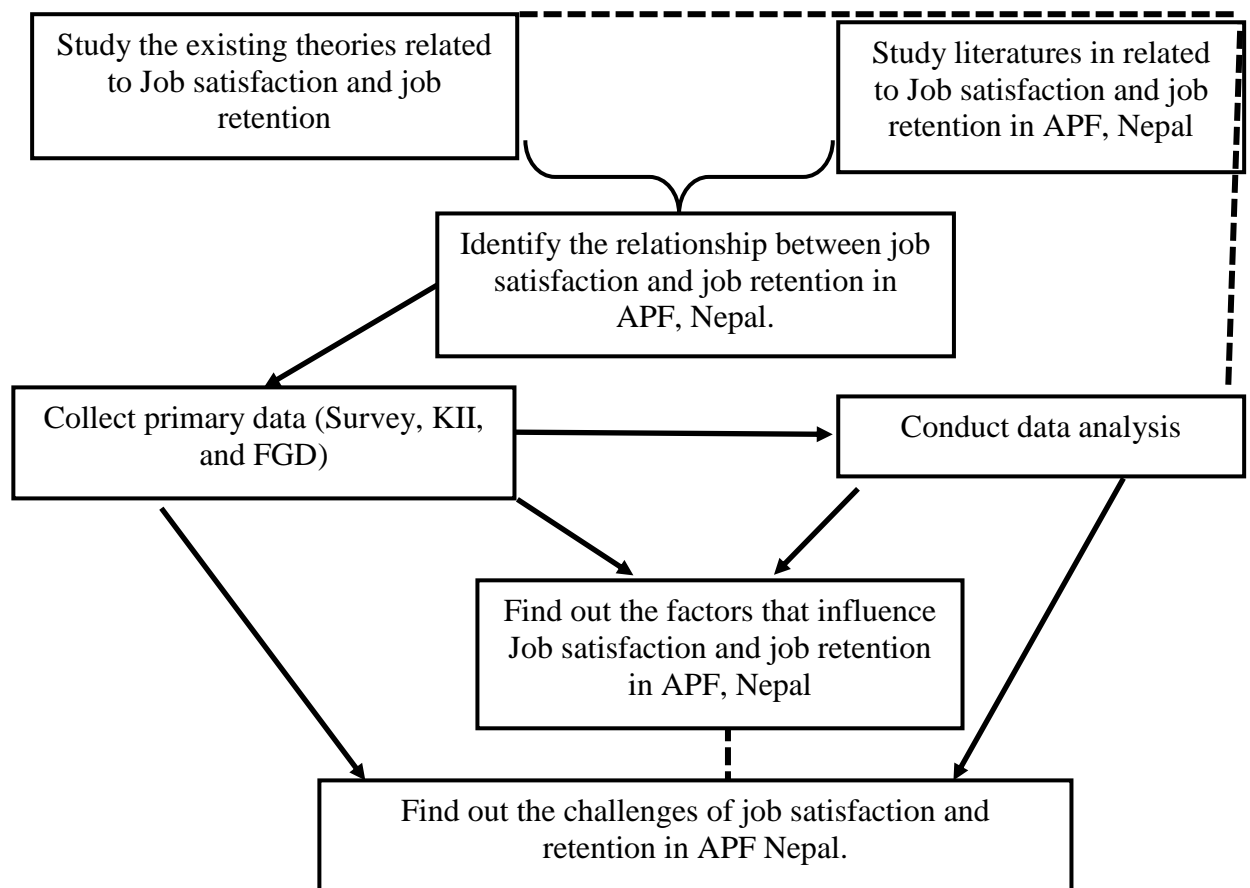 Study the existing theories related
to Job satisfaction and job
retention
Study literatures in related
to Job satisfaction and job
retention in APF, Nepal
Identify the relationship between job
satisfaction and job retention in
APF, Nepal.
Collect primary data (Survey, KII,
and FGD)
Conduct data analysis
Find out the factors that influence
Job satisfaction and job retention
in APF, Nepal
Find out the challenges of job satisfaction and
retention in APF Nepal.